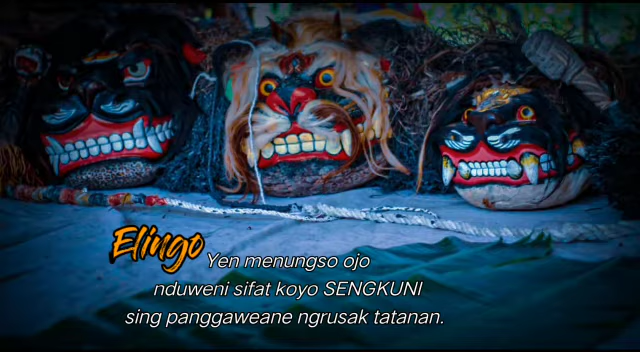 Elingo Yen menungso ojo
nduweni sifat koyo SENGKUNI
sing panggaweane ngrusak tatanan.